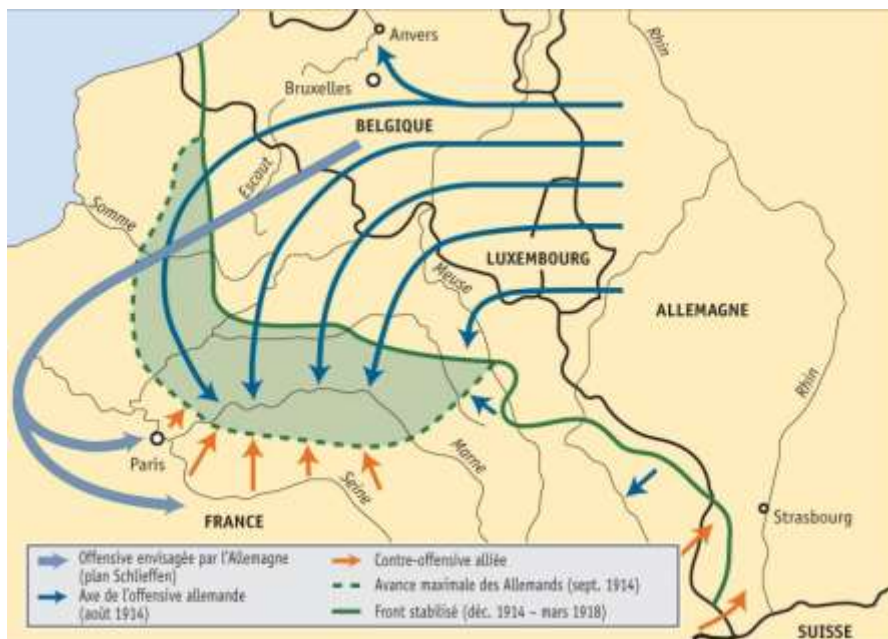 Anvers
Rhin
Bruxelles
BELGIQUE
Escaut
Somme
LUXEMBOURG
Meuse
ALLEMAGNE
Rhin
Paris
Marne
Seine
FRANCE
Strasbourg
Offensive envisagée par l'Allemagne
(plan Schlieffen)
Axe de l'offensive allemande
(août 1914)
Contre-offensive alliée
Avance maximale des Allemands (sept. 1914)
Front stabilisé (déc. 1914 – mars 1918)
SUISSE